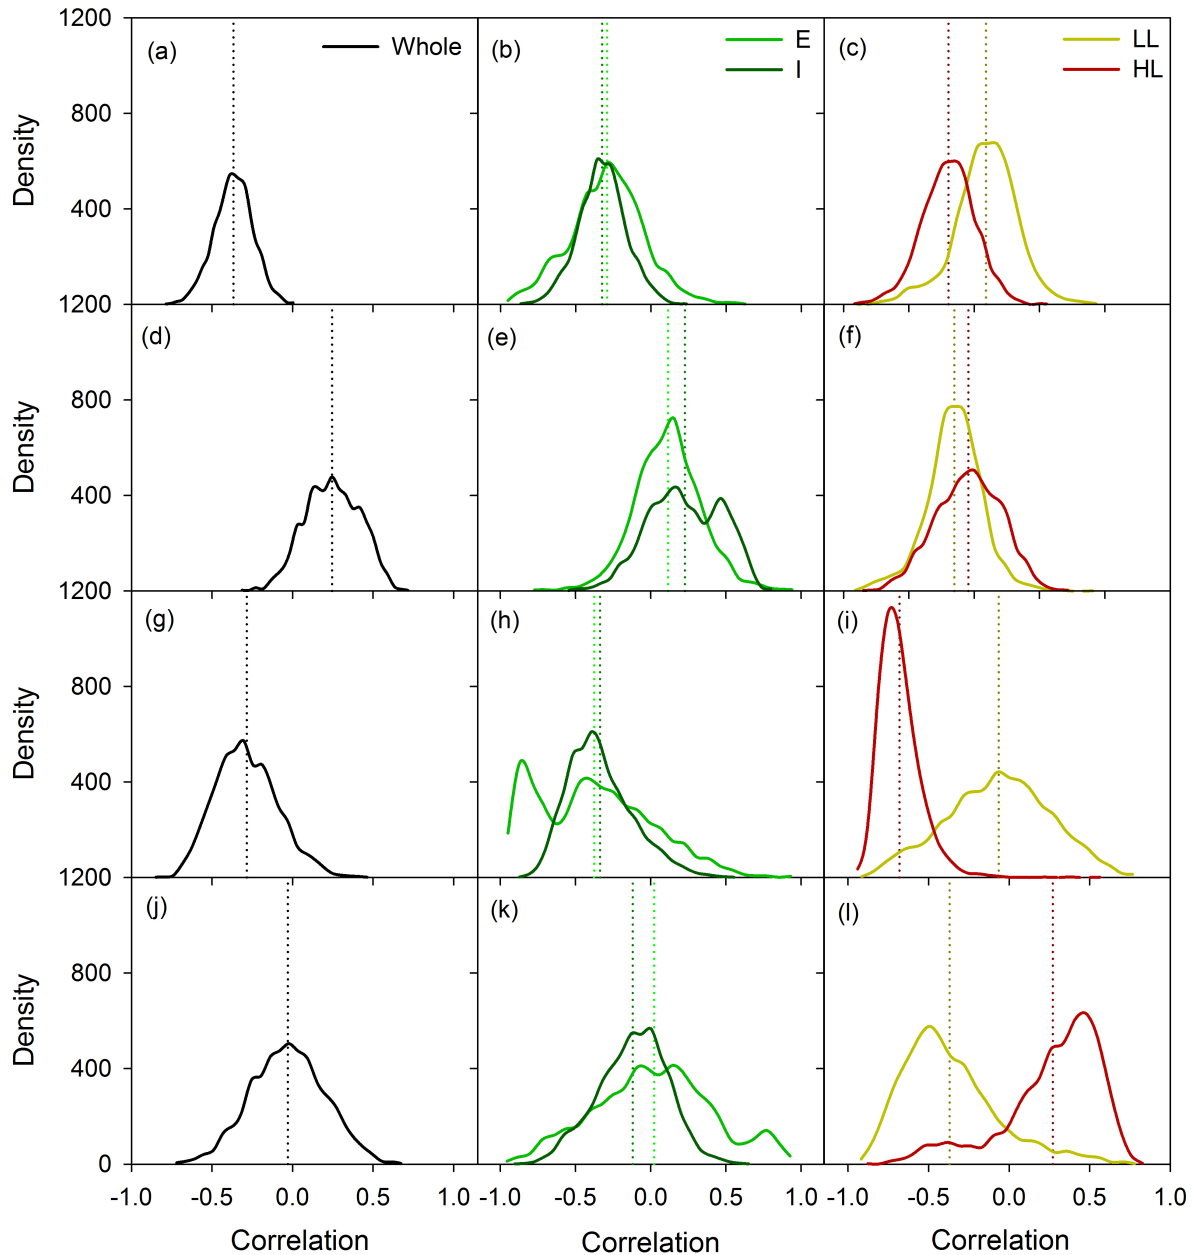 1200
(a)
Whole
(b)
E
I
(c)
LL
HL
800
400
Density
1200
(d)
(e)
(f)
800
400
Density
1200
(g)
(h)
(i)
800
400
Density
1200
(j)
(k)
(l)
800
400
0
Density
-1.0 -0.5 0.0 0.5 -1.0 -0.5 0.0 0.5 1.0 -1.0 -0.5 0.0 0.5 1.0
Correlation Correlation Correlation